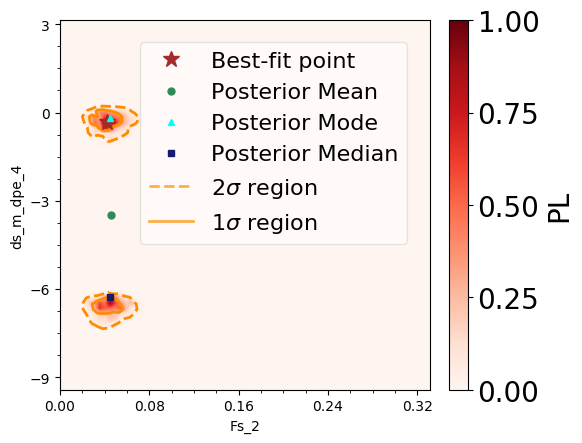 3
0
−3
−6
−9
ds_m_dpe_4
0.00
0.08
0.16
0.24
0.32
Fs_2
Best-fit point
Posterior Mean
Posterior Mode
Posterior Median
2σ region
1σ region
1.00
0.75
0.50
0.25
0.00
PL